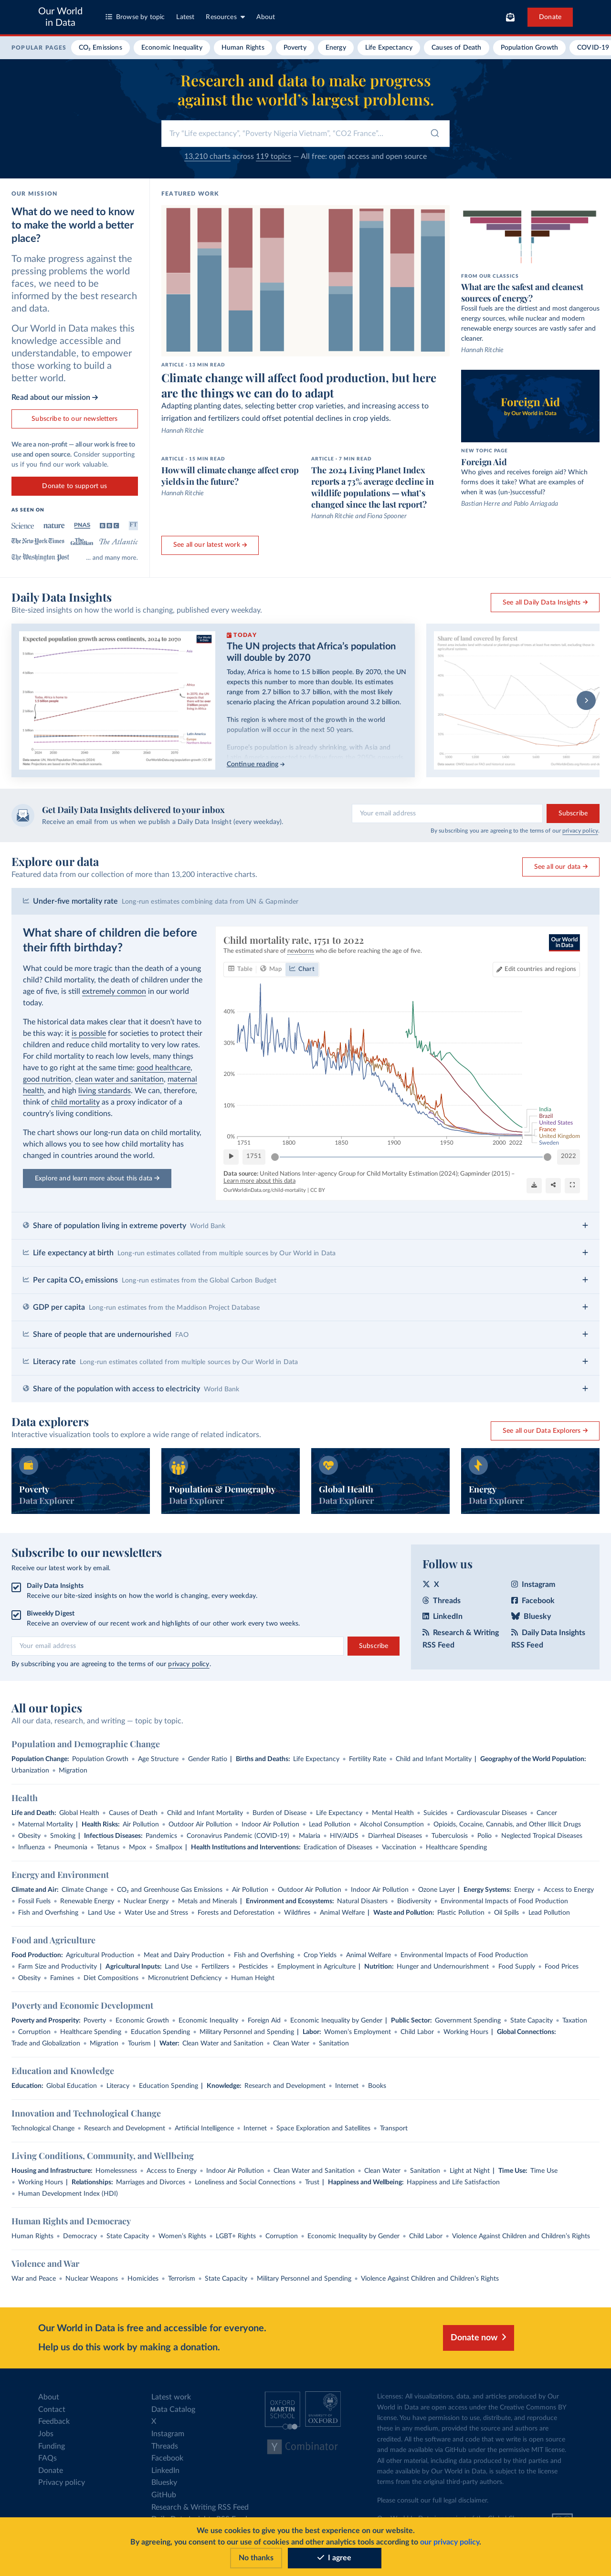 Our World
in Data
Browse by topic
Latest
Resources
About
Donate
POPULAR PAGES
CO₂ Emissions
Economic Inequality
Human Rights
Poverty
Energy
Life Expectancy
Causes of Death
Population Growth
COVID-19
Research and data to make progress
against the world's largest problems.
Try "Life expectancy", "Poverty Nigeria Vietnam", "CO2 France"...
13,210 charts across 119 topics — All free: open access and open source
OUR MISSION
What do we need to know
to make the world a better
place?
To make progress against the
pressing problems the world
faces, we need to be
informed by the best research
and data.
Our World in Data makes this
knowledge accessible and
understandable, to empower
those working to build a
better world.
Read about our mission →
Subscribe to our newsletters
We are a non-profit — all our work is free to
use and open source. Consider supporting
us if you find our work valuable.
Donate to support us
AS SEEN ON
Science
nature
PNAS
BBC
FT
The New York Times
The Guardian
The Atlantic
The Washington Post
... and many more.
FEATURED WORK
ARTICLE · 13 MIN READ
Climate change will affect food production, but here
are the things we can do to adapt
Adapting planting dates, selecting better crop varieties, and increasing access to
irrigation and fertilizers could offset potential declines in crop yields.
Hannah Ritchie
ARTICLE · 15 MIN READ
How will climate change affect crop
yields in the future?
Hannah Ritchie
ARTICLE · 7 MIN READ
The 2024 Living Planet Index
reports a 73% average decline in
wildlife populations — what's
changed since the last report?
Hannah Ritchie and Fiona Spooner
See all our latest work →
FROM OUR CLASSICS
What are the safest and cleanest
sources of energy?
Fossil fuels are the dirtiest and most dangerous
energy sources, while nuclear and modern
renewable energy sources are vastly safer and
cleaner.
Hannah Ritchie
Foreign Aid
by Our World in Data
NEW TOPIC PAGE
Foreign Aid
Who gives and receives foreign aid? Which
forms does it take? What are examples of
when it was (un-)successful?
Bastian Herre and Pablo Arriagada
Daily Data Insights
Bite-sized insights on how the world is changing, published every weekday.
See all Daily Data Insights →
Expected population growth across continents, 2024 to 2070
TODAY
The UN projects that Africa's population
will double by 2070
Today, Africa is home to 1.5 billion people. By 2070, the UN
expects this number to more than double. Its estimates
range from 2.7 billion to 3.7 billion, with the most likely
scenario placing the African population around 3.2 billion.
This region is where most of the growth in the world
population will occur in the next 50 years.
Europe's population is already shrinking, with Asia and
Continue reading →
Share of land covered by forest
Get Daily Data Insights delivered to your inbox
Receive an email from us when we publish a Daily Data Insight (every weekday).
Your email address
Subscribe
By subscribing you are agreeing to the terms of our privacy policy.
Explore our data
Featured data from our collection of more than 13,200 interactive charts.
See all our data →
Under-five mortality rate Long-run estimates combining data from UN & Gapminder
What share of children die before
their fifth birthday?
What could be more tragic than the death of a young
child? Child mortality, the death of children under the
age of five, is still extremely common in our world
today.
The historical data makes clear that it doesn't have to
be this way: it is possible for societies to protect their
children and reduce child mortality to very low rates.
For child mortality to reach low levels, many things
have to go right at the same time: good healthcare,
good nutrition, clean water and sanitation, maternal
health, and high living standards. We can, therefore,
think of child mortality as a proxy indicator of a
country's living conditions.
The chart shows our long-run data on child mortality,
which allows you to see how child mortality has
changed in countries around the world.
Explore and learn more about this data →
Child mortality rate, 1751 to 2022
The estimated share of newborns who die before reaching the age of five.
Our World
in Data
Table
Map
Chart
Edit countries and regions
40%
30%
20%
10%
0%
1751
1800
1850
1900
1950
2000
2022
India
Brazil
United States
France
United Kingdom
Sweden
1751
2022
Data source: United Nations Inter-agency Group for Child Mortality Estimation (2024); Gapminder (2015) –
Learn more about this data
OurWorldinData.org/child-mortality | CC BY
Share of population living in extreme poverty World Bank
Life expectancy at birth Long-run estimates collated from multiple sources by Our World in Data
Per capita CO₂ emissions Long-run estimates from the Global Carbon Budget
GDP per capita Long-run estimates from the Maddison Project Database
Share of people that are undernourished FAO
Literacy rate Long-run estimates collated from multiple sources by Our World in Data
Share of the population with access to electricity World Bank
Data explorers
Interactive visualization tools to explore a wide range of related indicators.
See all our Data Explorers →
Poverty
Data Explorer
Population & Demography
Data Explorer
Global Health
Data Explorer
Energy
Data Explorer
Subscribe to our newsletters
Receive our latest work by email.
Daily Data Insights
Receive our bite-sized insights on how the world is changing, every weekday.
Biweekly Digest
Receive an overview of our recent work and highlights of our other work every two weeks.
Your email address
Subscribe
By subscribing you are agreeing to the terms of our privacy policy.
Follow us
X
Instagram
Threads
Facebook
LinkedIn
Bluesky
Research & Writing
RSS Feed
Daily Data Insights
RSS Feed
All our topics
All our data, research, and writing — topic by topic.
Population and Demographic Change
Population Change: Population Growth • Age Structure • Gender Ratio | Births and Deaths: Life Expectancy • Fertility Rate • Child and Infant Mortality | Geography of the World Population:
Urbanization • Migration
Health
Life and Death: Global Health • Causes of Death • Child and Infant Mortality • Burden of Disease • Life Expectancy • Mental Health • Suicides • Cardiovascular Diseases • Cancer
• Maternal Mortality | Health Risks: Air Pollution • Outdoor Air Pollution • Indoor Air Pollution • Lead Pollution • Alcohol Consumption • Opioids, Cocaine, Cannabis, and Other Illicit Drugs
• Obesity • Smoking | Infectious Diseases: Pandemics • Coronavirus Pandemic (COVID-19) • Malaria • HIV/AIDS • Diarrheal Diseases • Tuberculosis • Polio • Neglected Tropical Diseases
• Influenza • Pneumonia • Tetanus • Mpox • Smallpox | Health Institutions and Interventions: Eradication of Diseases • Vaccination • Healthcare Spending
Energy and Environment
Climate and Air: Climate Change • CO₂ and Greenhouse Gas Emissions • Air Pollution • Outdoor Air Pollution • Indoor Air Pollution • Ozone Layer | Energy Systems: Energy • Access to Energy
• Fossil Fuels • Renewable Energy • Nuclear Energy • Metals and Minerals | Environment and Ecosystems: Natural Disasters • Biodiversity • Environmental Impacts of Food Production
• Fish and Overfishing • Land Use • Water Use and Stress • Forests and Deforestation • Wildfires • Animal Welfare | Waste and Pollution: Plastic Pollution • Oil Spills • Lead Pollution
Food and Agriculture
Food Production: Agricultural Production • Meat and Dairy Production • Fish and Overfishing • Crop Yields • Animal Welfare • Environmental Impacts of Food Production
• Farm Size and Productivity | Agricultural Inputs: Land Use • Fertilizers • Pesticides • Employment in Agriculture | Nutrition: Hunger and Undernourishment • Food Supply • Food Prices
• Obesity • Famines • Diet Compositions • Micronutrient Deficiency • Human Height
Poverty and Economic Development
Poverty and Prosperity: Poverty • Economic Growth • Economic Inequality • Foreign Aid • Economic Inequality by Gender | Public Sector: Government Spending • State Capacity • Taxation
• Corruption • Healthcare Spending • Education Spending • Military Personnel and Spending | Labor: Women's Employment • Child Labor • Working Hours | Global Connections:
Trade and Globalization • Migration • Tourism | Water: Clean Water and Sanitation • Clean Water • Sanitation
Education and Knowledge
Education: Global Education • Literacy • Education Spending | Knowledge: Research and Development • Internet • Books
Innovation and Technological Change
Technological Change • Research and Development • Artificial Intelligence • Internet • Space Exploration and Satellites • Transport
Living Conditions, Community, and Wellbeing
Housing and Infrastructure: Homelessness • Access to Energy • Indoor Air Pollution • Clean Water and Sanitation • Clean Water • Sanitation • Light at Night | Time Use: Time Use
• Working Hours | Relationships: Marriages and Divorces • Loneliness and Social Connections • Trust | Happiness and Wellbeing: Happiness and Life Satisfaction
• Human Development Index (HDI)
Human Rights and Democracy
Human Rights • Democracy • State Capacity • Women's Rights • LGBT+ Rights • Corruption • Economic Inequality by Gender • Child Labor • Violence Against Children and Children's Rights
Violence and War
War and Peace • Nuclear Weapons • Homicides • Terrorism • State Capacity • Military Personnel and Spending • Violence Against Children and Children's Rights
Our World in Data is free and accessible for everyone.
Help us do this work by making a donation.
Donate now
About
Contact
Feedback
Jobs
Funding
FAQs
Donate
Privacy policy
Latest work
Data Catalog
X
Instagram
Threads
Facebook
LinkedIn
Bluesky
GitHub
Research & Writing RSS Feed
OXFORD
MARTIN
SCHOOL
UNIVERSITY OF
OXFORD
Y Combinator
Licenses: All visualizations, data, and articles produced by Our
World in Data are open access under the Creative Commons BY
license. You have permission to use, distribute, and reproduce
these in any medium, provided the source and authors are
credited. All the software and code that we write is open source
and made available via GitHub under the permissive MIT license.
All other material, including data produced by third parties and
made available by Our World in Data, is subject to the license
terms from the original third-party authors.
Please consult our full legal disclaimer.
We use cookies to give you the best experience on our website.
By agreeing, you consent to our use of cookies and other analytics tools according to our privacy policy.
No thanks
I agree